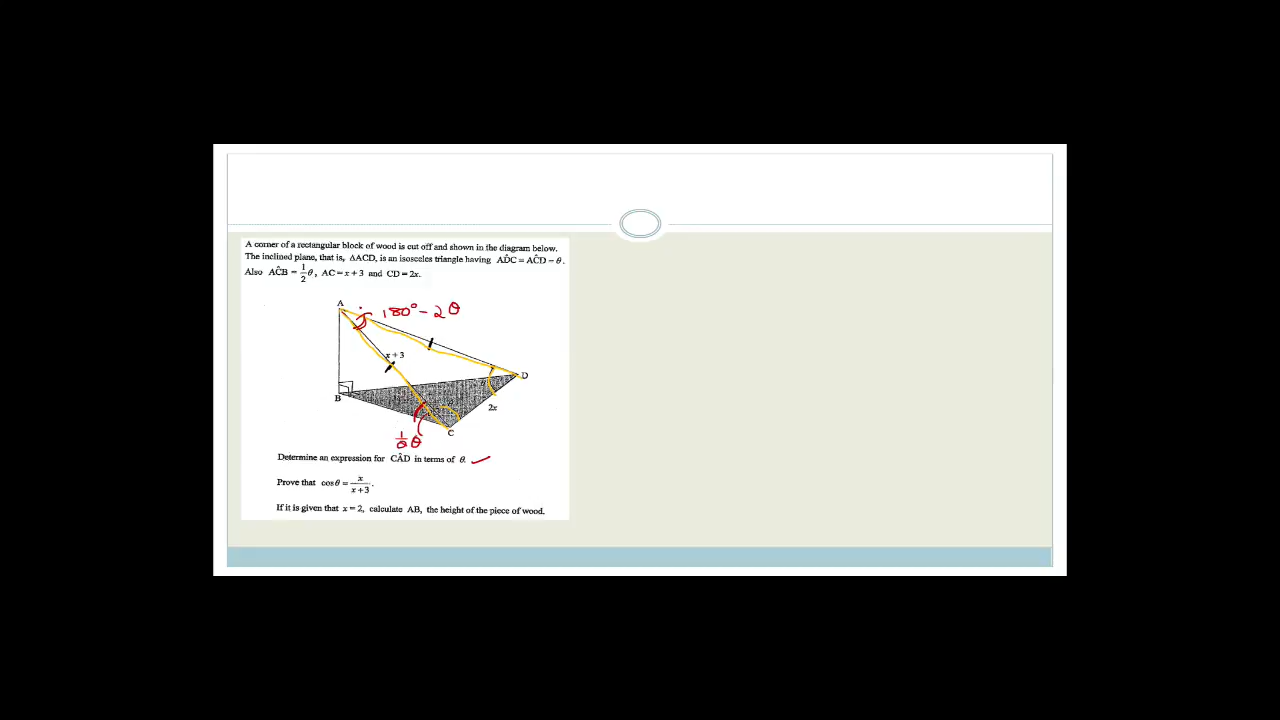 A corner of a rectangular block of wood is cut off and shown in the diagram below.
The inclined plane, that is, ΔACD, is an isosceles triangle having AD̂C = AĈD = θ.
Also AĈB = 1/2 θ, AC = x + 3 and CD = 2x.
A
180° - 2θ
x + 3
D
B
θ
θ
2x
C
1/θ θ
Determine an expression for CÂD in terms of θ.
Prove that cos θ = x/(x + 3).
If it is given that x = 2, calculate AB, the height of the piece of wood.